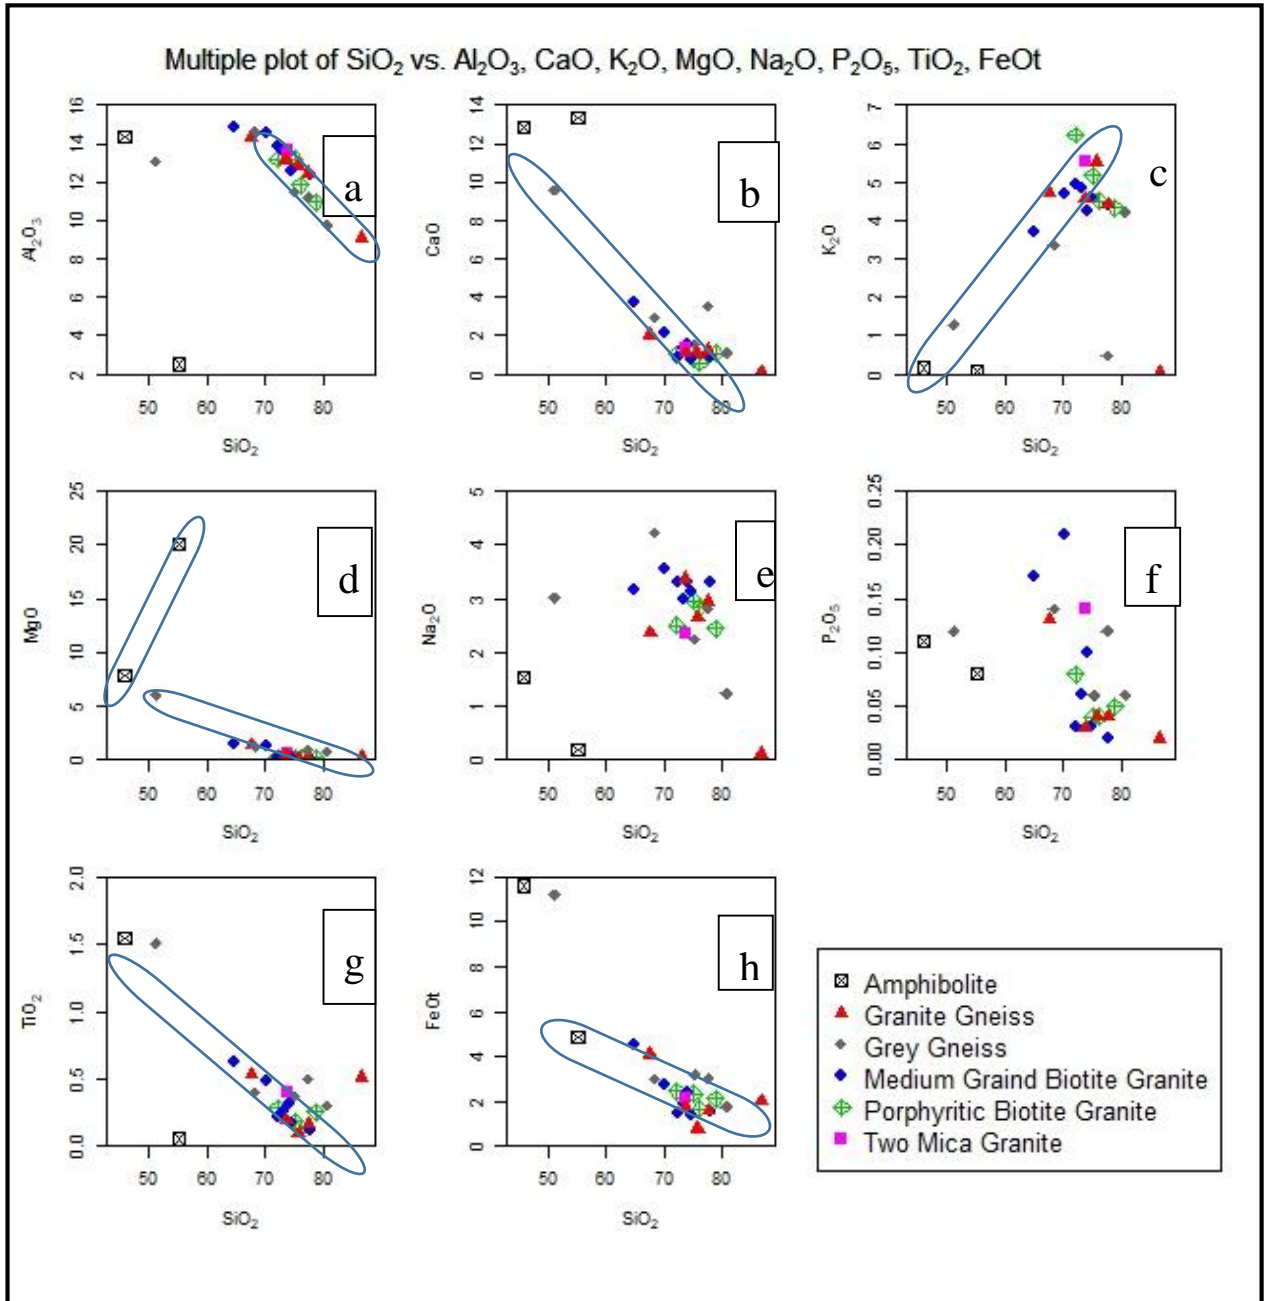 Multiple plot of SiO₂ vs. Al₂O₃, CaO, K₂O, MgO, Na₂O, P₂O₅, TiO₂, FeOt
Al₂O₃
2 4 6 8 10 12 14 16
50 60 70 80
SiO₂
a
CaO
0 2 4 6 8 10 12 14
50 60 70 80
SiO₂
b
K₂O
0 1 2 3 4 5 6 7
50 60 70 80
SiO₂
c
MgO
0 5 10 15 20 25
50 60 70 80
SiO₂
d
Na₂O
0 1 2 3 4 5
50 60 70 80
SiO₂
e
P₂O₅
0.00 0.05 0.10 0.15 0.20 0.25
50 60 70 80
SiO₂
f
TiO₂
0.0 0.5 1.0 1.5 2.0
50 60 70 80
SiO₂
g
FeOt
0 2 4 6 8 10 12
50 60 70 80
SiO₂
h
Amphibolite
Granite Gneiss
Grey Gneiss
Medium Graind Biotite Granite
Porphyritic Biotite Granite
Two Mica Granite